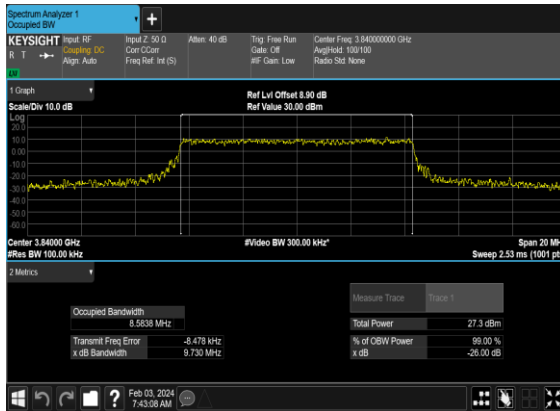 Spectrum Analyzer 1
Occupied BW
KEYSIGHT
R T
Input: RF
Coupling: DC
Align: Auto
Input Z: 50 Ω
Corr CCorr
Freq Ref: Int (S)
Atten: 40 dB
Trig: Free Run
Gate: Off
#IF Gain: Low
Center Freq: 3.840000000 GHz
Avg|Hold: 100/100
Radio Std: None
1 Graph
Scale/Div 10.0 dB
Ref Lvl Offset 8.90 dB
Ref Value 30.00 dBm
Log
20.0
10.0
0.00
-10.0
-20.0
-30.0
-40.0
-50.0
-60.0
Center 3.84000 GHz
#Res BW 100.00 kHz
#Video BW 300.00 kHz*
Span 20 MH
Sweep 2.53 ms (1001 pt
2 Metrics
Measure Trace
Trace 1
Occupied Bandwidth
8.5838 MHz
Total Power
27.3 dBm
Transmit Freq Error
-8.478 kHz
% of OBW Power
99.00 %
x dB Bandwidth
9.730 MHz
x dB
-26.00 dB
Feb 03, 2024
7:43:08 AM